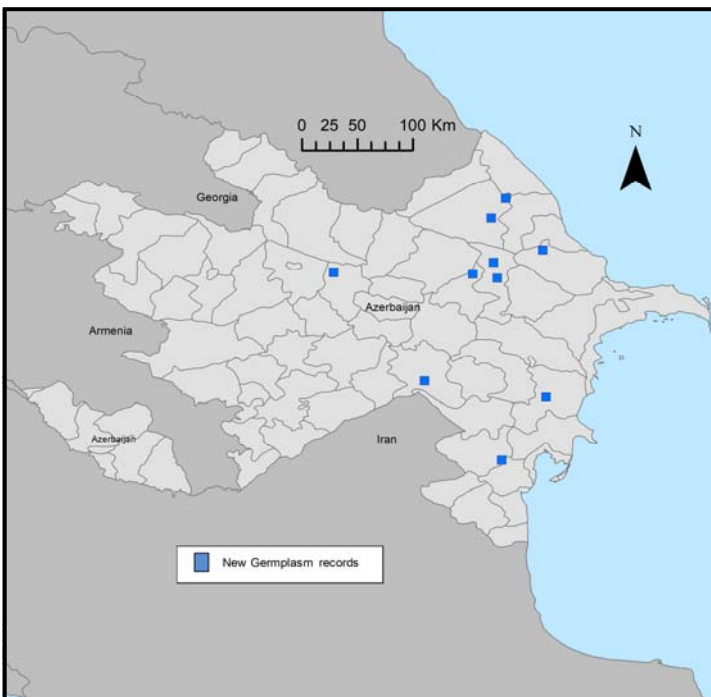 0 25 50 100 Km
N
Georgia
Azerbaijan
Armenia
Azerbaijan
Iran
New Germplasm records